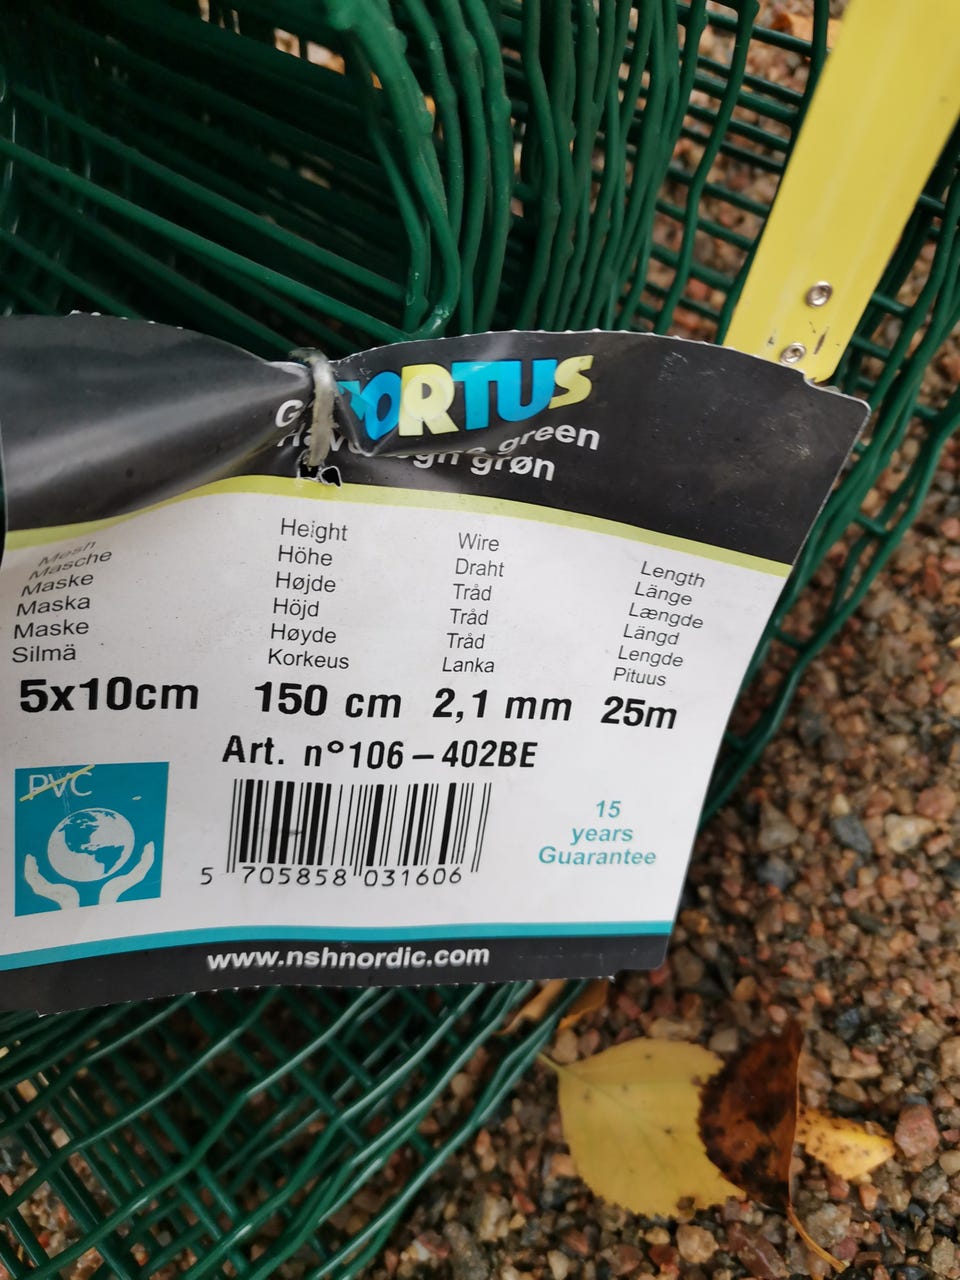 ORTUS
green
grøn
Mesh
Masche
Maske
Maska
Maske
Silmä
5x10cm
Height
Höhe
Højde
Höjd
Høyde
Korkeus
150 cm
Wire
Draht
Tråd
Tråd
Tråd
Lanka
2,1 mm
Length
Länge
Længde
Längd
Lengde
Pituus
25m
Art. n° 106-402BE
PVC
5 705858 031606
15
years
Guarantee
www.nshnordic.com